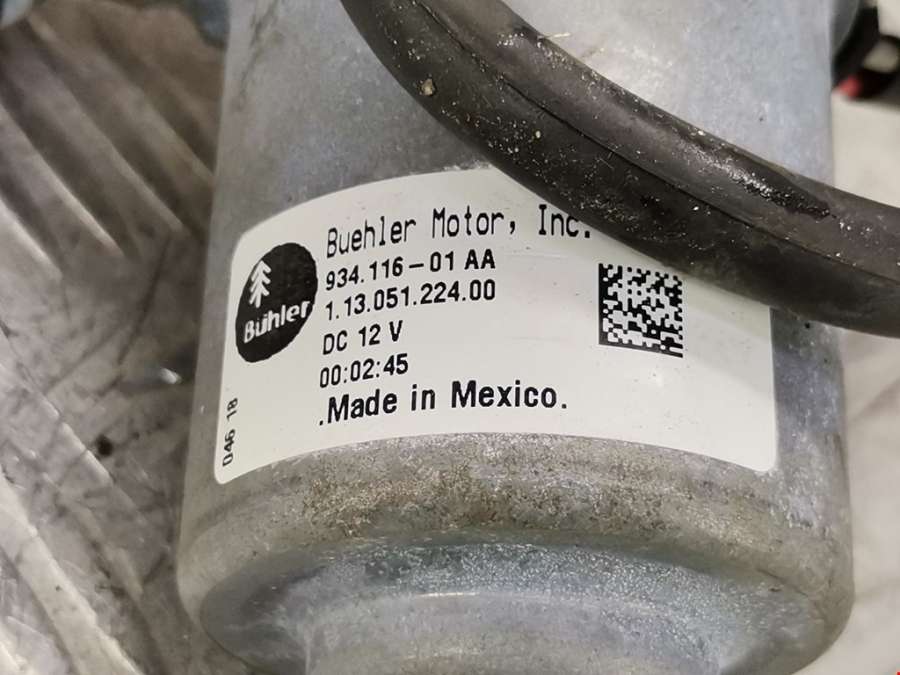 Buehler Motor, Inc.
934.116-01 AA
1.13.051.224.00
DC 12 V
00:02:45
.Made in Mexico.
Bühler
046 18